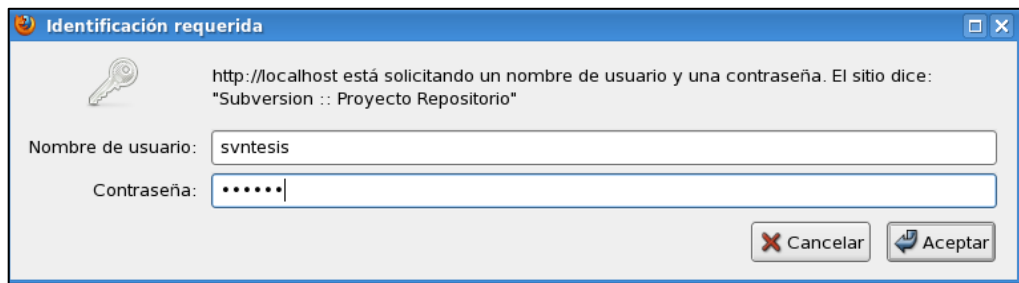 Identificación requerida
http://localhost está solicitando un nombre de usuario y una contraseña. El sitio dice:
"Subversion :: Proyecto Repositorio"
Nombre de usuario: svntesis
Contraseña: ••••••
Cancelar Aceptar